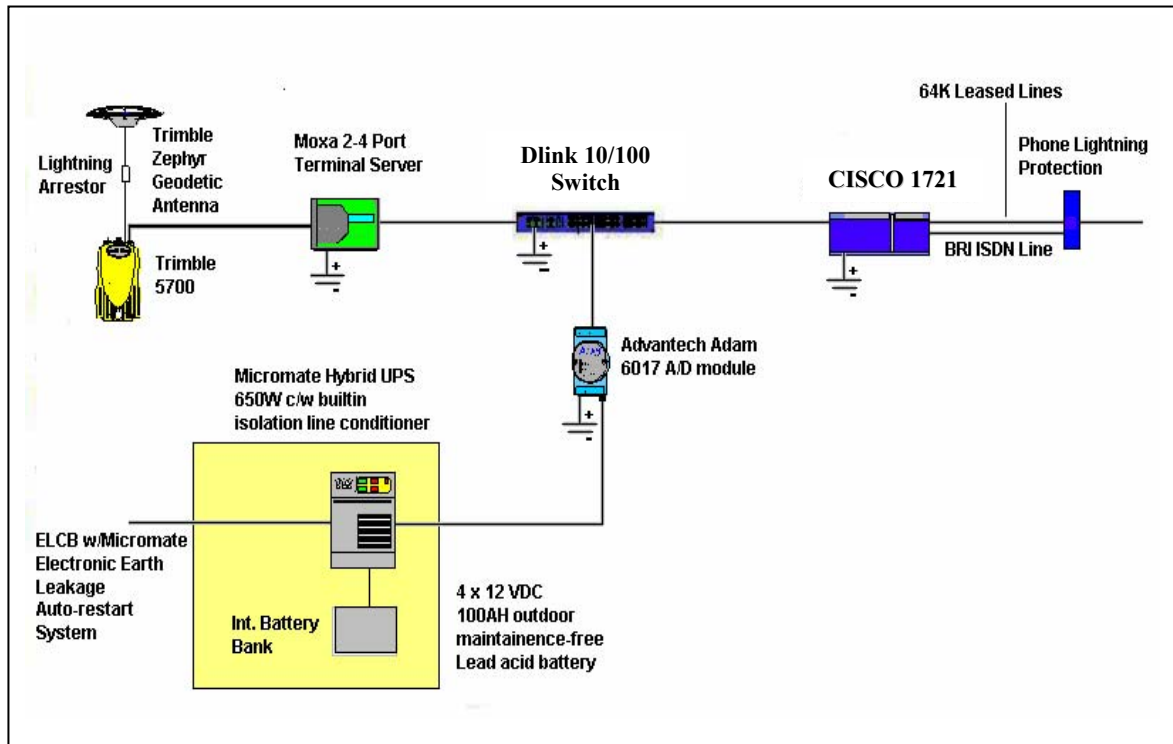 64K Leased Lines
Trimble
Zephyr
Geodetic
Antenna
Lightning
Arrestor
Moxa 2-4 Port
Terminal Server
Dlink 10/100
Switch
CISCO 1721
Phone Lightning
Protection
BRI ISDN Line
Trimble
5700
+
-
+
-
+
-
Advantech Adam
6017 A/D module
+
-
Micromate Hybrid UPS
650W c/w builtin
isolation line conditioner
ELCB w/Micromate
Electronic Earth
Leakage
Auto-restart
System
Int. Battery
Bank
4 x 12 VDC
100AH outdoor
maintainence-free
Lead acid battery